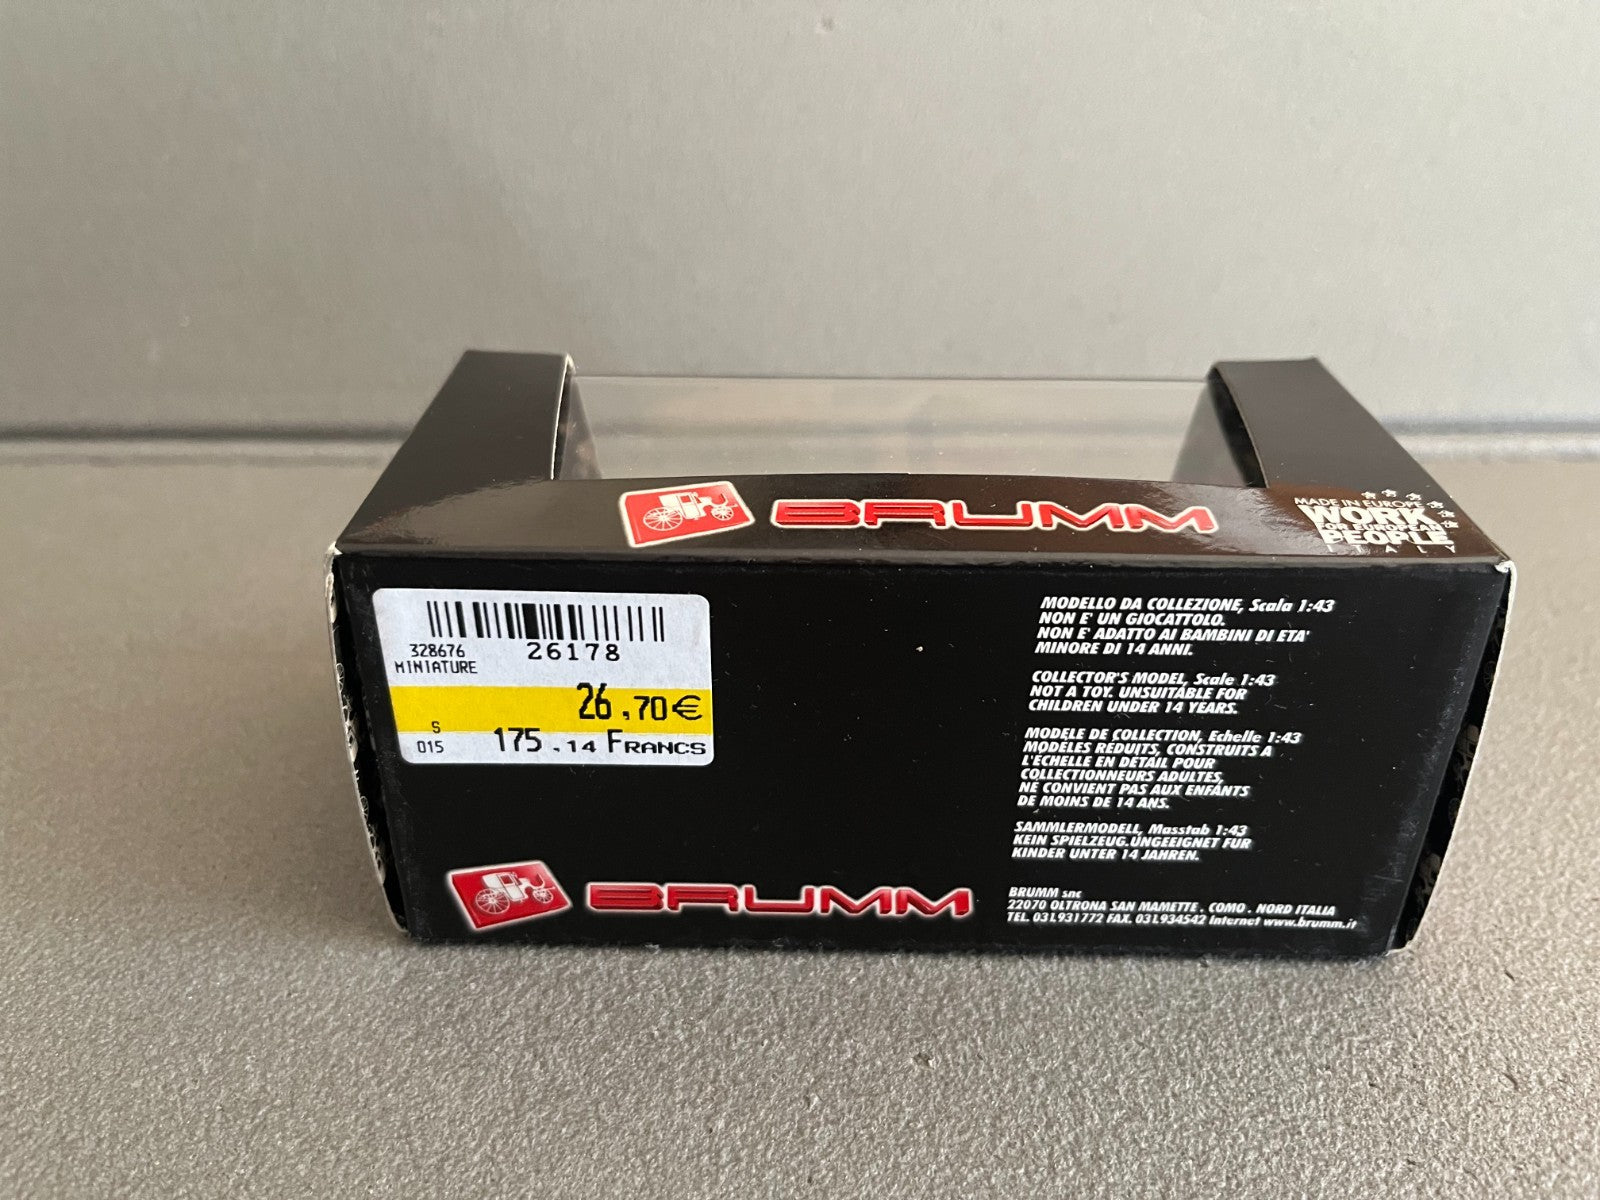 BRUMM
MADE IN EUROPE
WORK
FOR EUROPEAN
PEOPLE
ITALY
328676
26178
MINIATURE
26,70€
S
015
175.14 FRANCS
MODELLO DA COLLEZIONE, Scala 1:43
NON E' UN GIOCATTOLO.
NON E' ADATTO AI BAMBINI DI ETA'
MINORE DI 14 ANNI.
COLLECTOR'S MODEL, Scale 1:43
NOT A TOY. UNSUITABLE FOR
CHILDREN UNDER 14 YEARS.
MODELE DE COLLECTION, Echelle 1:43
MODELES REDUITS, CONSTRUITS A
L'ECHELLE EN DETAIL POUR
COLLECTIONNEURS ADULTES,
NE CONVIENT PAS AUX ENFANTS
DE MOINS DE 14 ANS.
SAMMLERMODELL, Masstab 1:43
KEIN SPIELZEUG. UNGEEIGNET FUR
KINDER UNTER 14 JAHREN.
BRUMM
BRUMM snc
22070 OLTRONA SAN MAMETTE . COMO . NORD ITALIA
TEL. 031.931772 FAX. 031.934542 Internet www.brumm.it